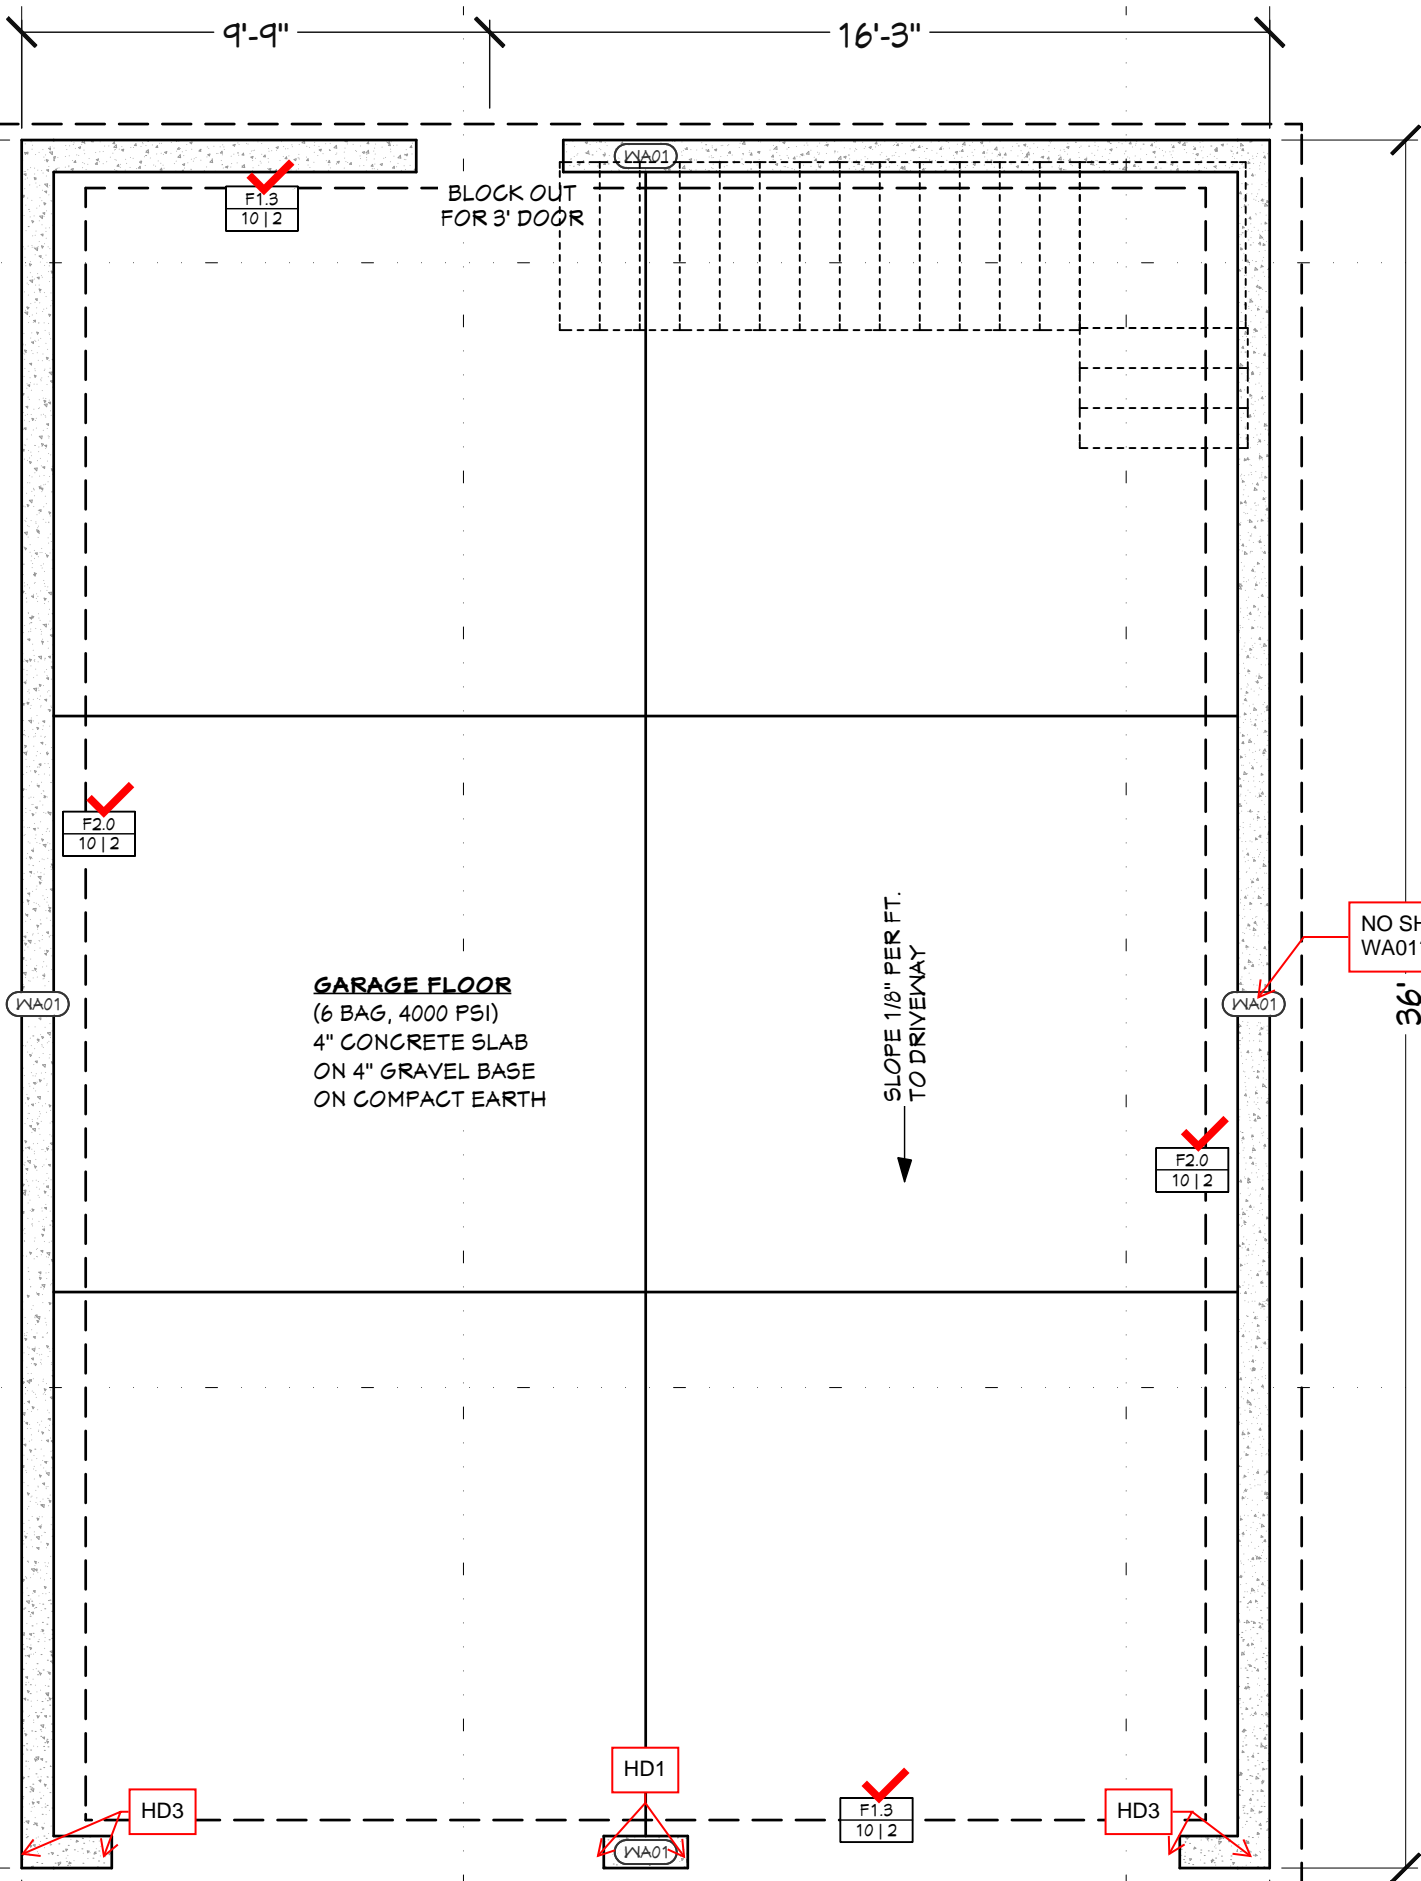 9'-9"
16'-3"
WA01
BLOCK OUT
FOR 3' DOOR
F1.3
10 | 2
F2.0
10 | 2
SLOPE 1/8" PER FT.
TO DRIVEWAY
NO SH
WA01
36'
GARAGE FLOOR
(6 BAG, 4000 PSI)
4" CONCRETE SLAB
ON 4" GRAVEL BASE
ON COMPACT EARTH
WA01
WA01
F2.0
10 | 2
HD1
HD3
F1.3
10 | 2
HD3
WA01